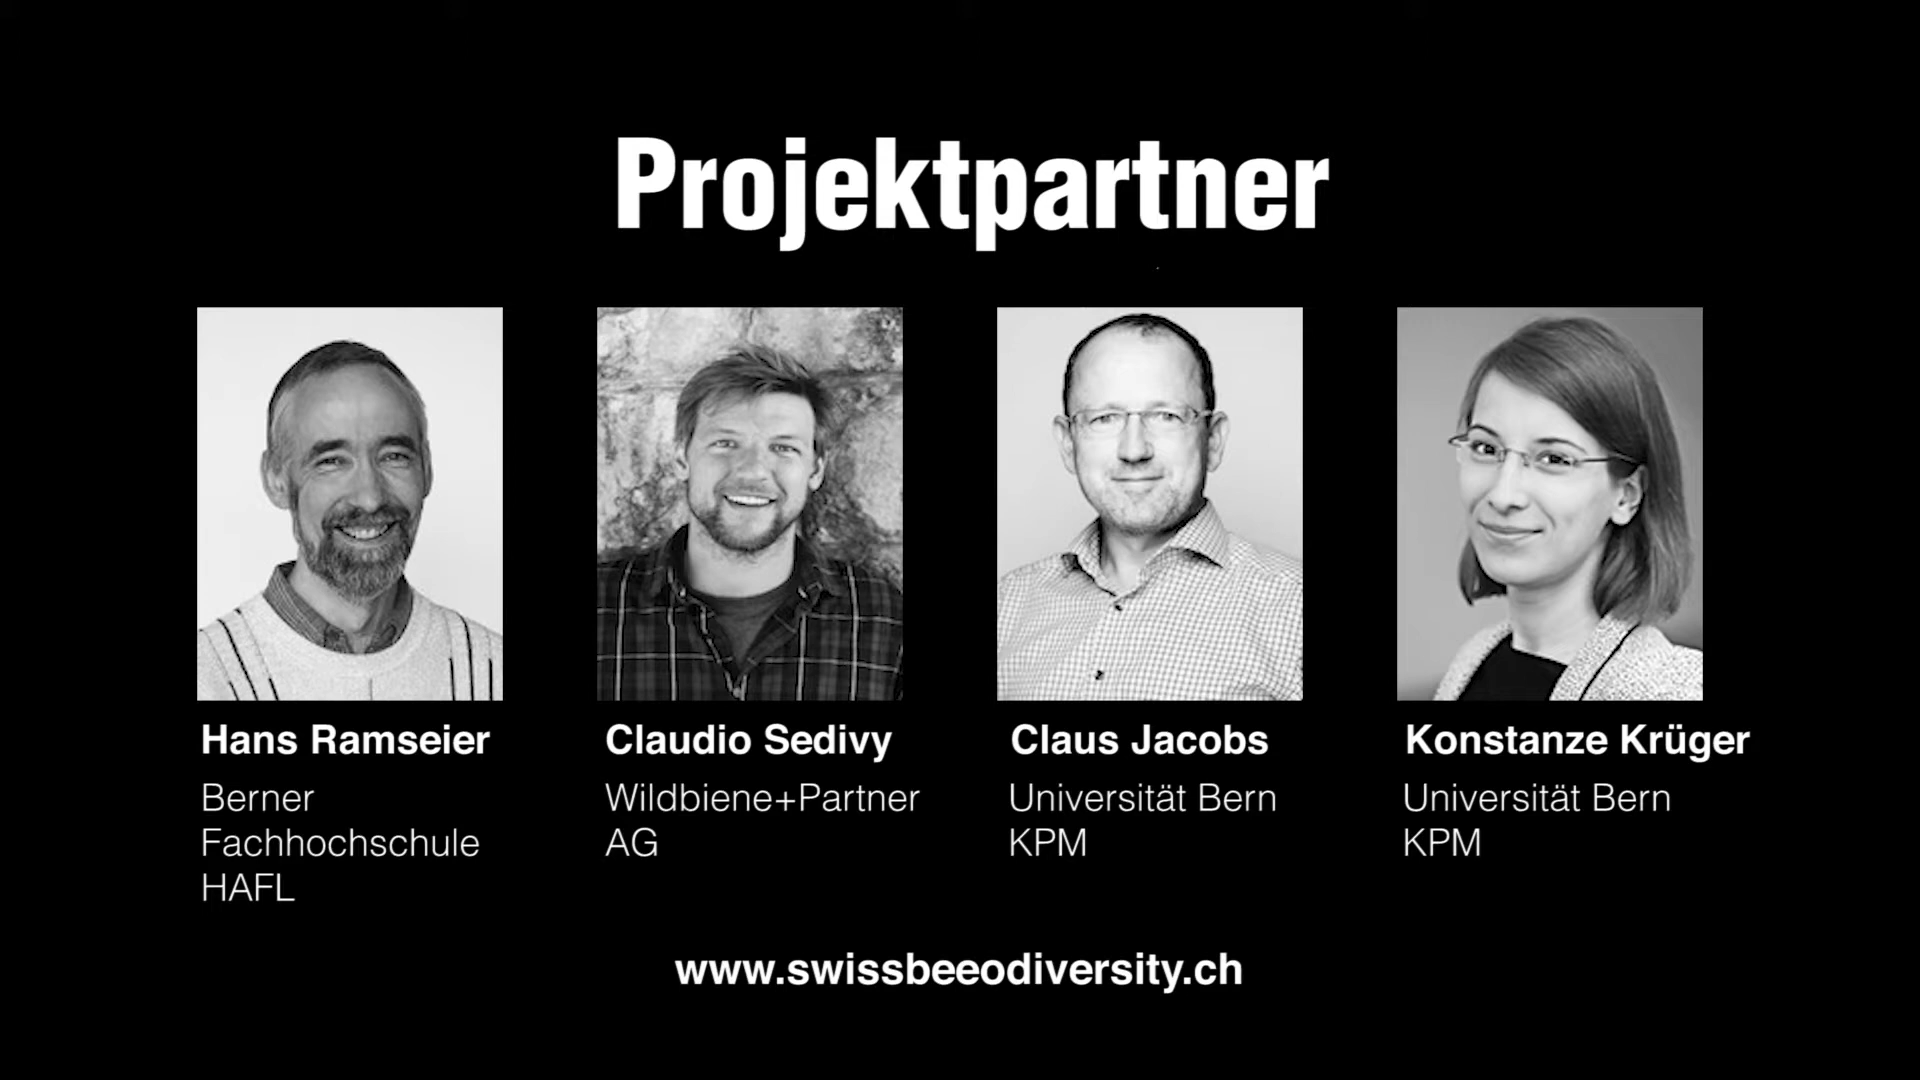 Projektpartner
Hans Ramseier
Berner
Fachhochschule
HAFL
Claudio Sedivy
Wildbiene+Partner
AG
Claus Jacobs
Universität Bern
KPM
Konstanze Krüger
Universität Bern
KPM
www.swissbeeodiversity.ch